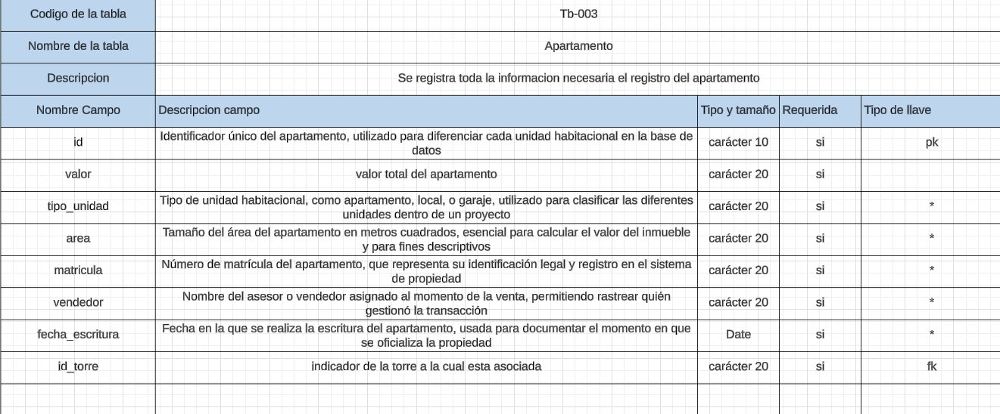 Codigo de la tabla Tb-003
Nombre de la tabla Apartamento
Descripcion Se registra toda la informacion necesaria el registro del apartamento
Nombre Campo Descripcion campo Tipo y tamaño Requerida Tipo de llave
id Identificador único del apartamento, utilizado para diferenciar cada unidad habitacional en la base de carácter 10 si pk
datos
valor valor total del apartamento carácter 20 si
tipo_unidad Tipo de unidad habitacional, como apartamento, local, o garaje, utilizado para clasificar las diferentes carácter 20 si *
unidades dentro de un proyecto
area Tamaño del área del apartamento en metros cuadrados, esencial para calcular el valor del inmueble carácter 20 si *
y para fines descriptivos
matricula Número de matrícula del apartamento, que representa su identificación legal y registro en el sistema carácter 20 si *
de propiedad
vendedor Nombre del asesor o vendedor asignado al momento de la venta, permitiendo rastrear quién carácter 20 si *
gestionó la transacción
fecha_escritura Fecha en la que se realiza la escritura del apartamento, usada para documentar el momento en que Date si *
se oficializa la propiedad
id_torre indicador de la torre a la cual esta asociada carácter 20 si fk